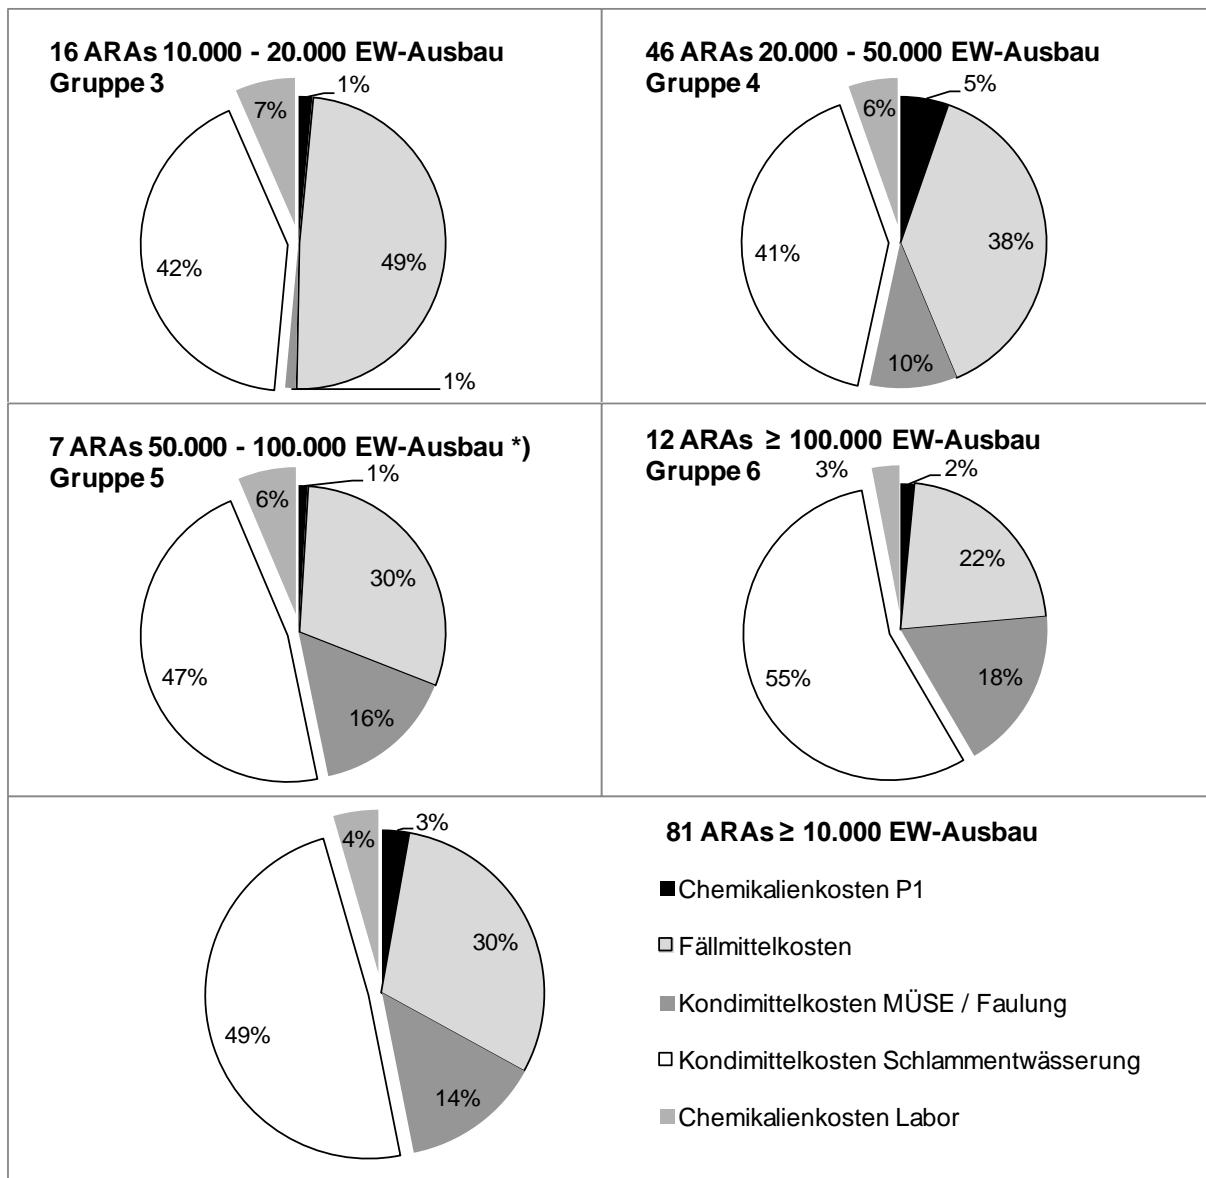 16 ARAs 10.000 - 20.000 EW-Ausbau
Gruppe 3
1%
7%
49%
42%
1%
46 ARAs 20.000 - 50.000 EW-Ausbau
Gruppe 4
5%
6%
38%
41%
10%
7 ARAs 50.000 - 100.000 EW-Ausbau *)
Gruppe 5
1%
6%
30%
47%
16%
12 ARAs ≥ 100.000 EW-Ausbau
Gruppe 6
3%
2%
22%
55%
18%
3%
4%
30%
49%
14%
81 ARAs ≥ 10.000 EW-Ausbau
Chemikalienkosten P1
Fällmittelkosten
Kondimittelkosten MÜSE / Faulung
Kondimittelkosten Schlammentwässerung
Chemikalienkosten Labor